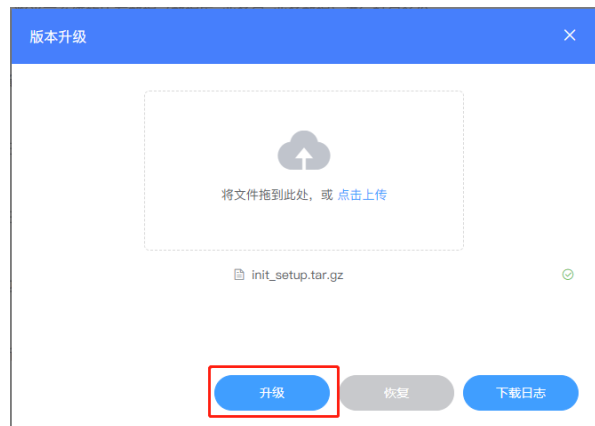 版本升级
将文件拖到此处，或 点击上传
init_setup.tar.gz
升级 恢复 下载日志